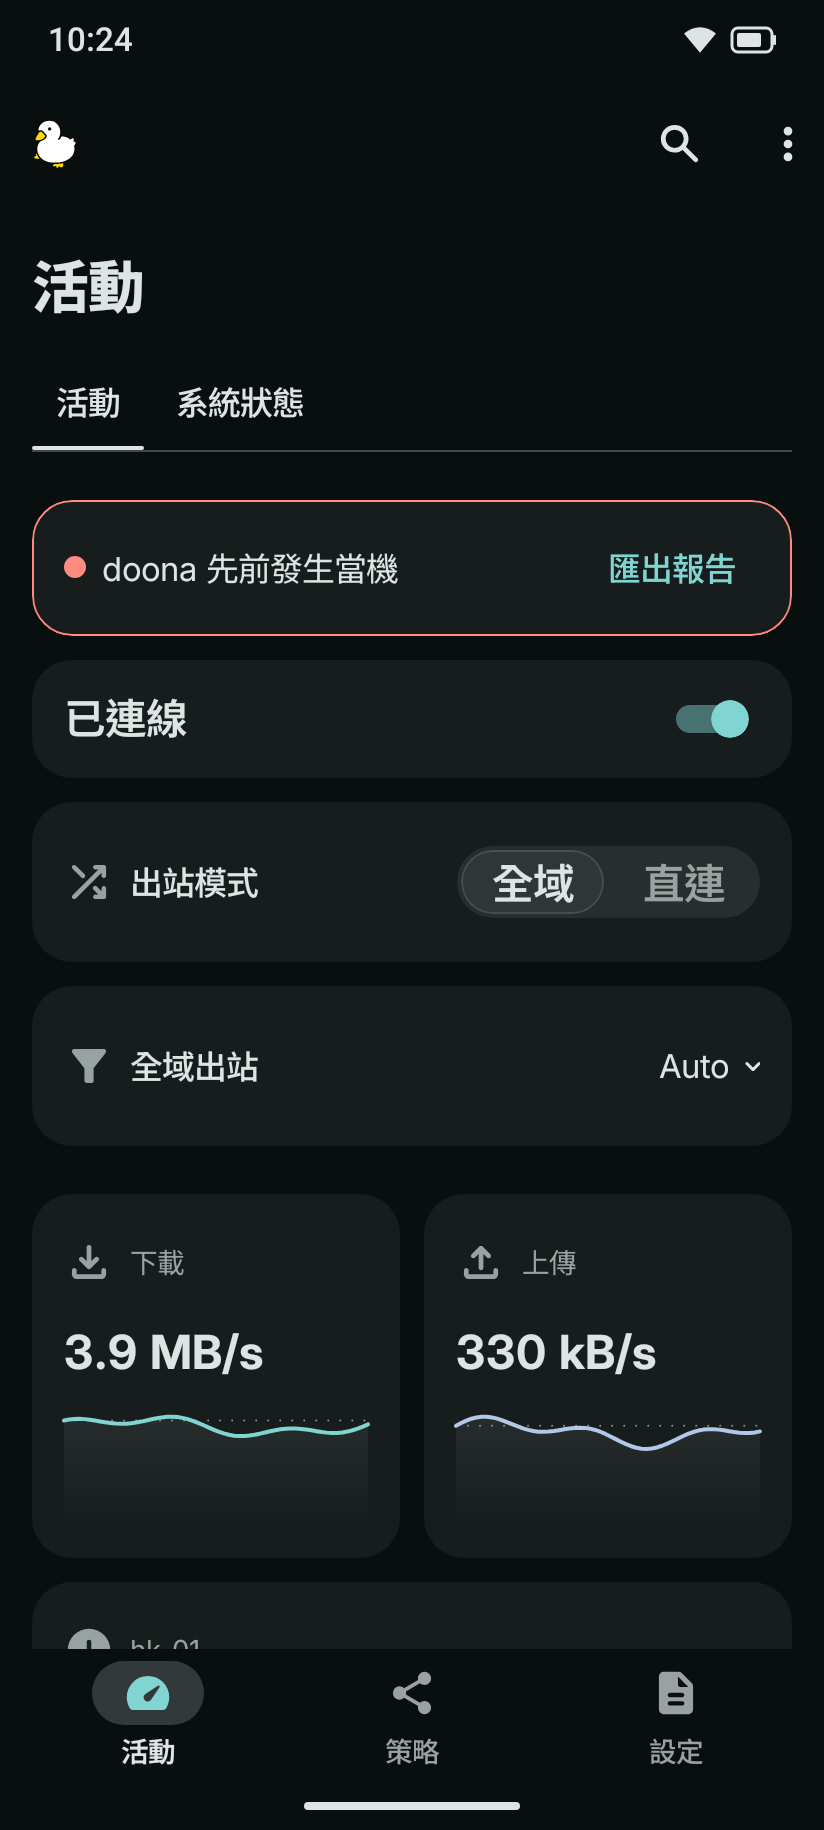 10:24
活動
活動 系統狀態
doona 先前發生當機 匯出報告
已連線
出站模式 全域 直連
全域出站 Auto
下載 上傳
3.9 MB/s 330 kB/s
活動 策略 設定